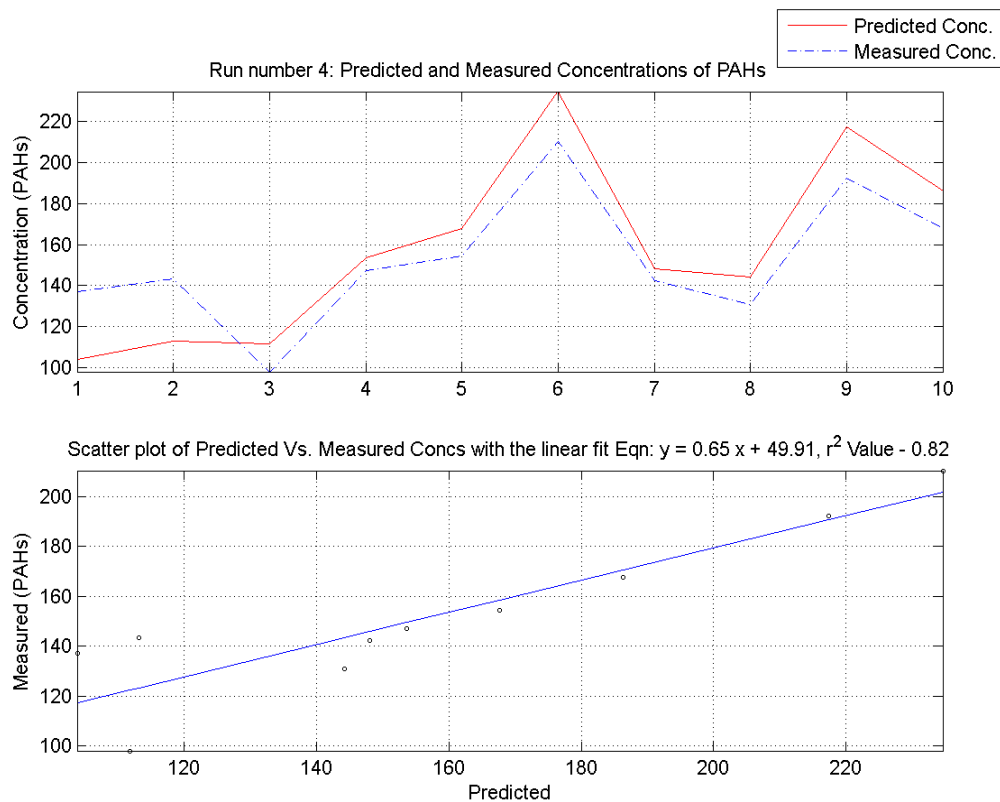 Predicted Conc.
Measured Conc.
Run number 4: Predicted and Measured Concentrations of PAHs
Concentration (PAHs)
220
200
180
160
140
120
100
1 2 3 4 5 6 7 8 9 10
Scatter plot of Predicted Vs. Measured Concs with the linear fit Eqn: y = 0.65 x + 49.91, r² Value - 0.82
Measured (PAHs)
200
180
160
140
120
100
120 140 160 180 200 220
Predicted